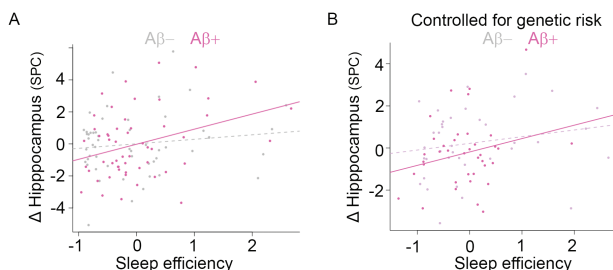 A
Aβ− Aβ+
Δ Hipppocampus (SPC)
4
2
0
-2
-4
-1 0 1 2
Sleep efficiency
B
Controlled for genetic risk
Aβ− Aβ+
Δ Hipppocampus (SPC)
4
2
0
-2
-1 0 1 2
Sleep efficiency